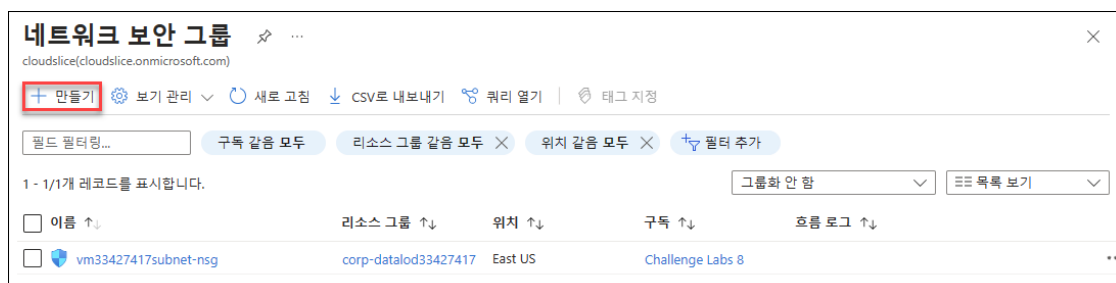 네트워크 보안 그룹
cloudslice(cloudslice.onmicrosoft.com)
만들기 보기 관리 새로 고침 CSV로 내보내기 쿼리 열기 태그 지정
필드 필터링... 구독 같음 모두 리소스 그룹 같음 모두 위치 같음 모두 필터 추가
1 - 1/1개 레코드를 표시합니다. 그룹화 안 함 목록 보기
이름 리소스 그룹 위치 구독 흐름 로그
vm33427417subnet-nsg corp-datalod33427417 East US Challenge Labs 8